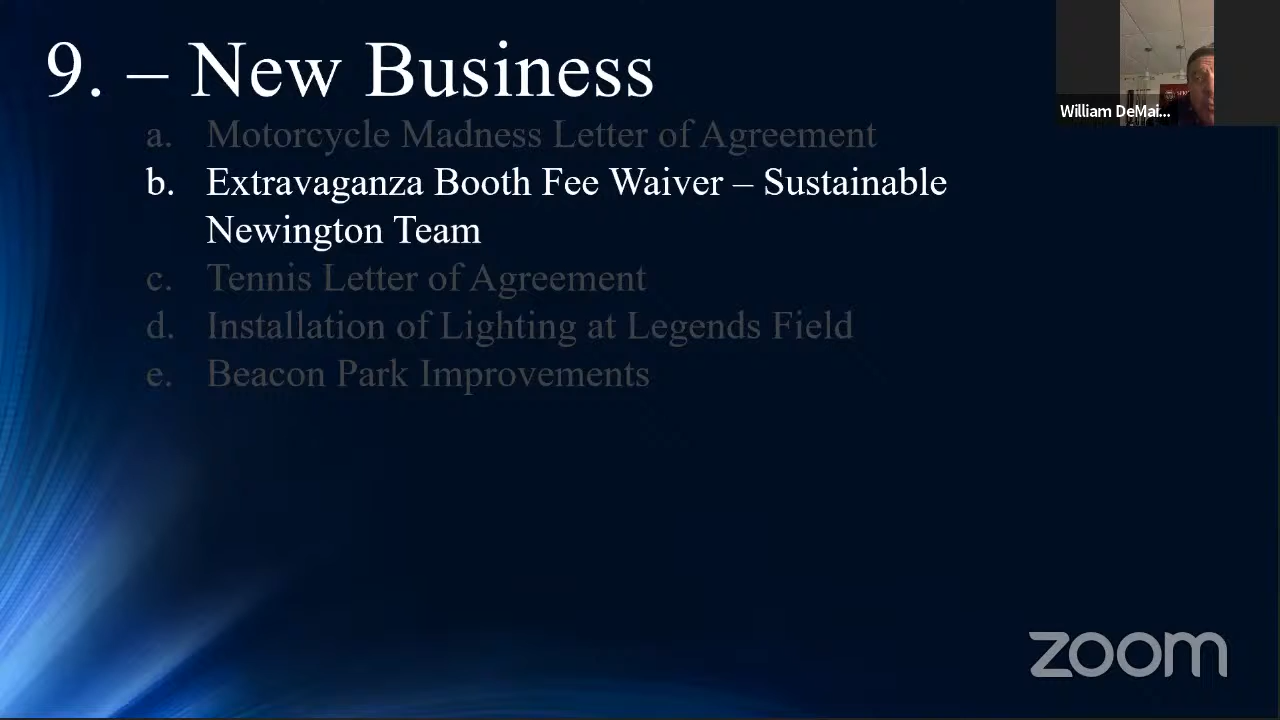 9. – New Business
William DeMai...
a. Motorcycle Madness Letter of Agreement
b. Extravaganza Booth Fee Waiver – Sustainable
Newington Team
c. Tennis Letter of Agreement
d. Installation of Lighting at Legends Field
e. Beacon Park Improvements
zoom